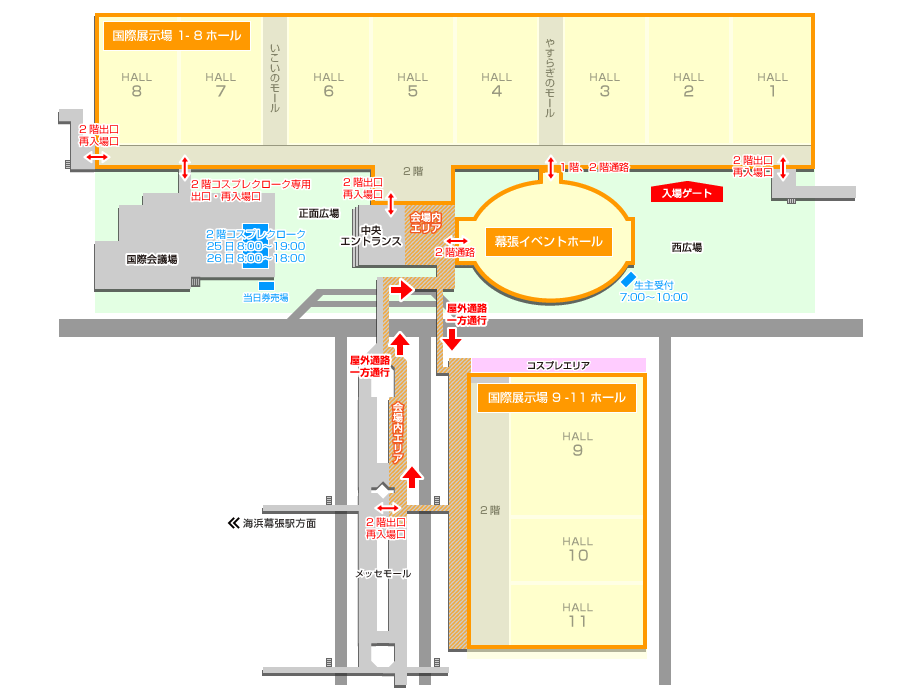 国際展示場 1-8ホール
HALL
8
HALL
7
いこいのモール
HALL
6
HALL
5
HALL
4
やすらぎのモール
HALL
3
HALL
2
HALL
1
2階出口
再入場口
2階
1階、2階通路
2階出口
再入場口
2階コスプレクローク専用
出口・再入場口
2階出口
再入場口
入場ゲート
正面広場
会場内
エリア
中央
エントランス
2階コスプレクローク
25日8:00〜19:00
26日8:00〜18:00
国際会議場
2階通路
幕張イベントホール
西広場
当日券売場
生主受付
7:00〜10:00
屋外通路
一方通行
屋外通路
一方通行
コスプレエリア
国際展示場 9-11ホール
会場内エリア
HALL
9
2階
2階出口
再入場口
海浜幕張駅方面
HALL
10
メッセモール
HALL
11